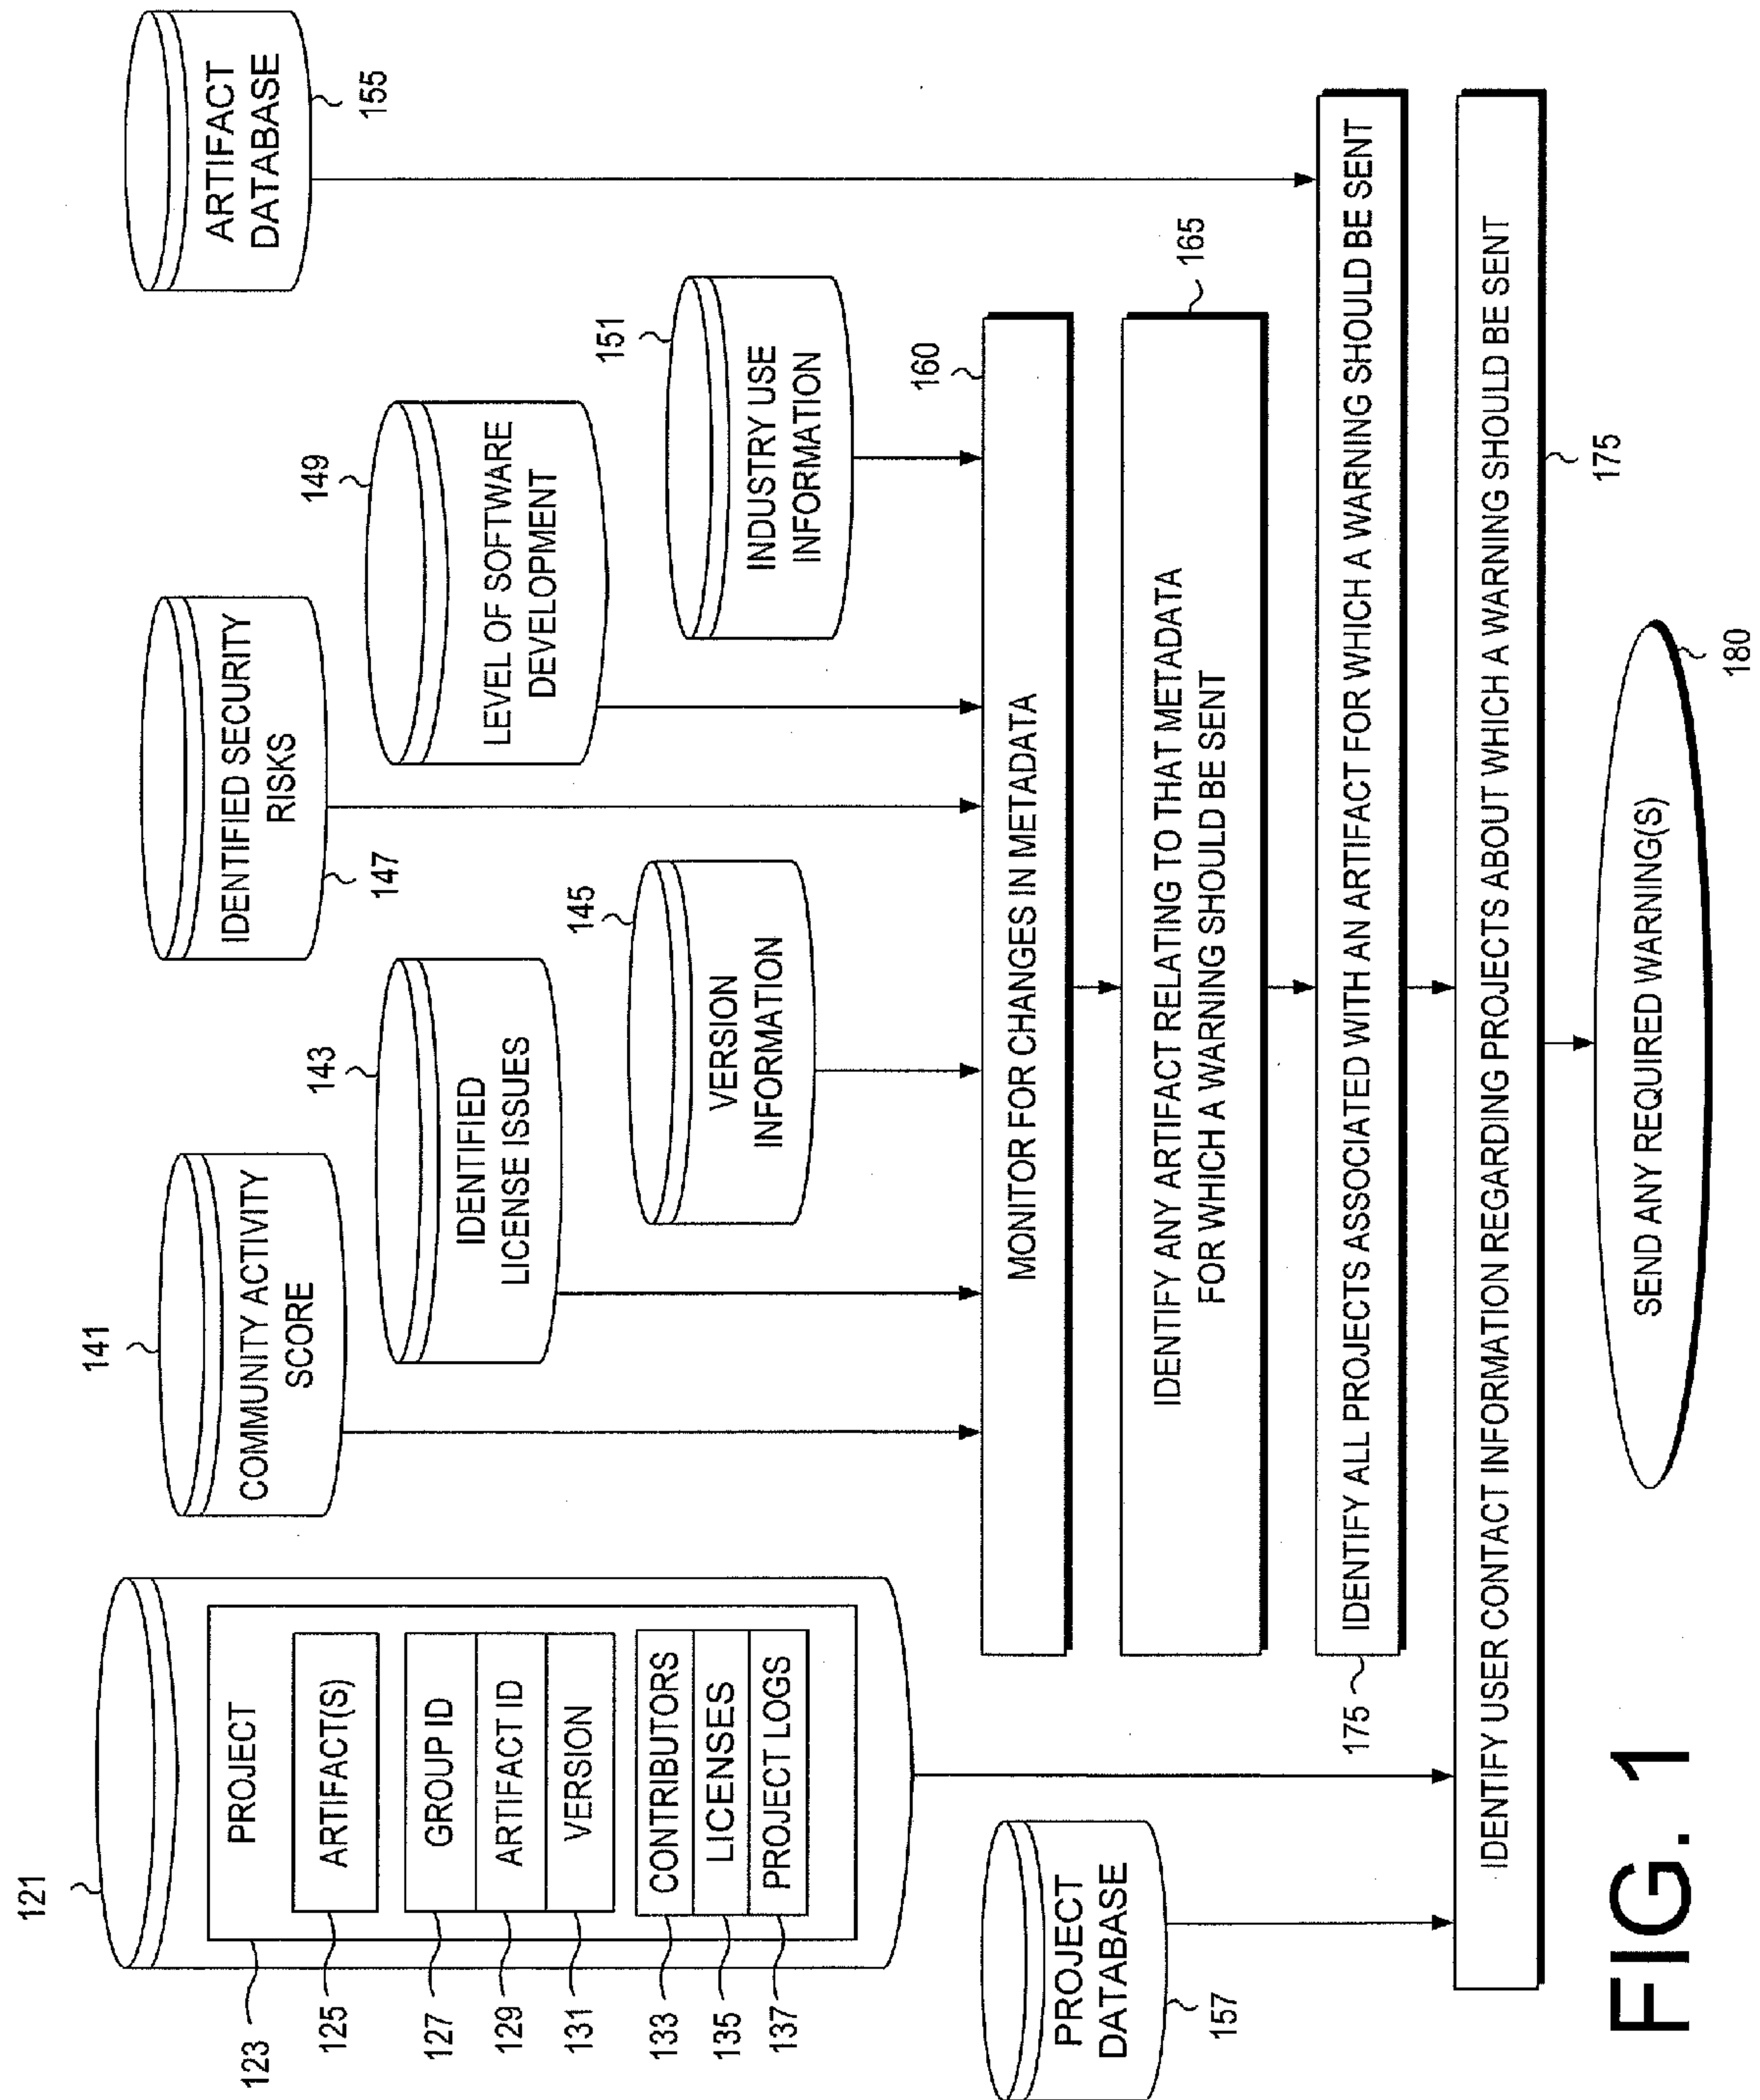 121
123
PROJECT
125
ARTIFACT(S)
127
GROUP ID
129
ARTIFACT ID
131
VERSION
133
CONTRIBUTORS
135
LICENSES
137
PROJECT LOGS
141
COMMUNITY ACTIVITY
SCORE
143
IDENTIFIED
LICENSE ISSUES
145
VERSION
INFORMATION
IDENTIFIED SECURITY
RISKS
147
149
LEVEL OF SOFTWARE
DEVELOPMENT
151
INDUSTRY USE
INFORMATION
ARTIFACT
DATABASE
155
PROJECT
DATABASE
157
160
MONITOR FOR CHANGES IN METADATA
165
IDENTIFY ANY ARTIFACT RELATING TO THAT METADATA
FOR WHICH A WARNING SHOULD BE SENT
175
IDENTIFY ALL PROJECTS ASSOCIATED WITH AN ARTIFACT FOR WHICH A WARNING SHOULD BE SENT
IDENTIFY USER CONTACT INFORMATION REGARDING PROJECTS ABOUT WHICH A WARNING SHOULD BE SENT
175
SEND ANY REQUIRED WARNING(S)
180
FIG. 1